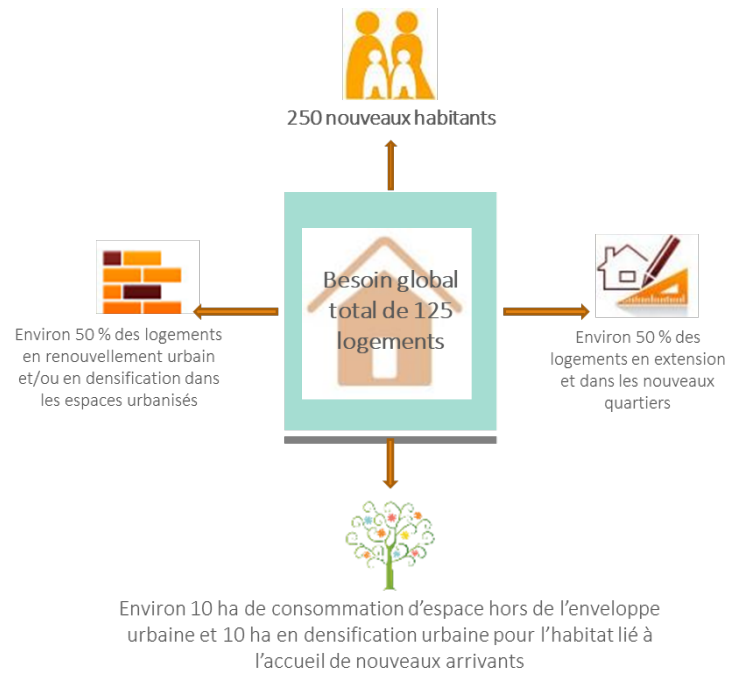 250 nouveaux habitants
Besoin global
total de 125
logements
Environ 50 % des logements
en renouvellement urbain
et/ou en densification dans
les espaces urbanisés
Environ 50 % des
logements en extension
et dans les nouveaux
quartiers
Environ 10 ha de consommation d’espace hors de l’enveloppe
urbaine et 10 ha en densification urbaine pour l’habitat lié à
l’accueil de nouveaux arrivants